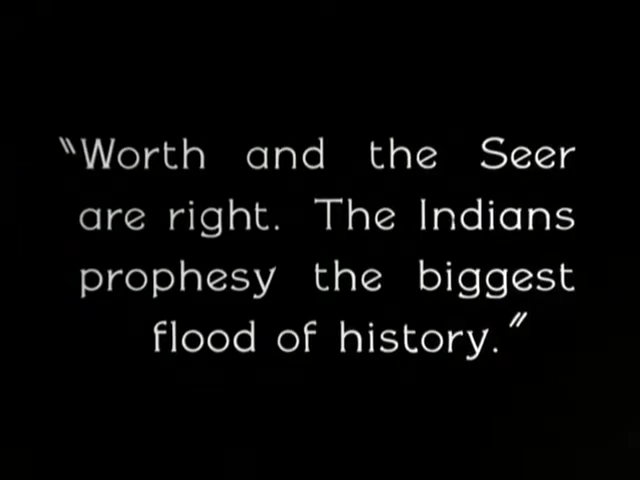 "Worth and the Seer
are right. The Indians
prophesy the biggest
flood of history."